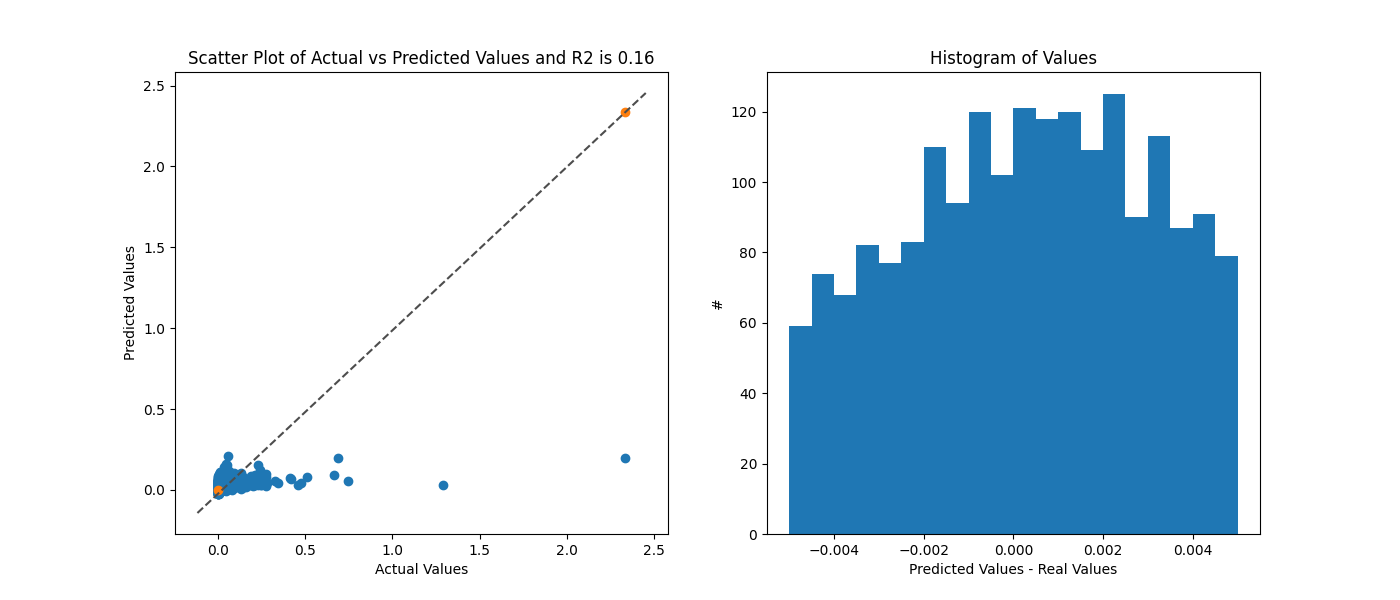 Scatter Plot of Actual vs Predicted Values and R2 is 0.16
2.5
2.0
1.5
1.0
0.5
0.0
Predicted Values
0.0 0.5 1.0 1.5 2.0 2.5
Actual Values
Histogram of Values
120
100
80
60
40
20
0
#
−0.004 −0.002 0.000 0.002 0.004
Predicted Values - Real Values